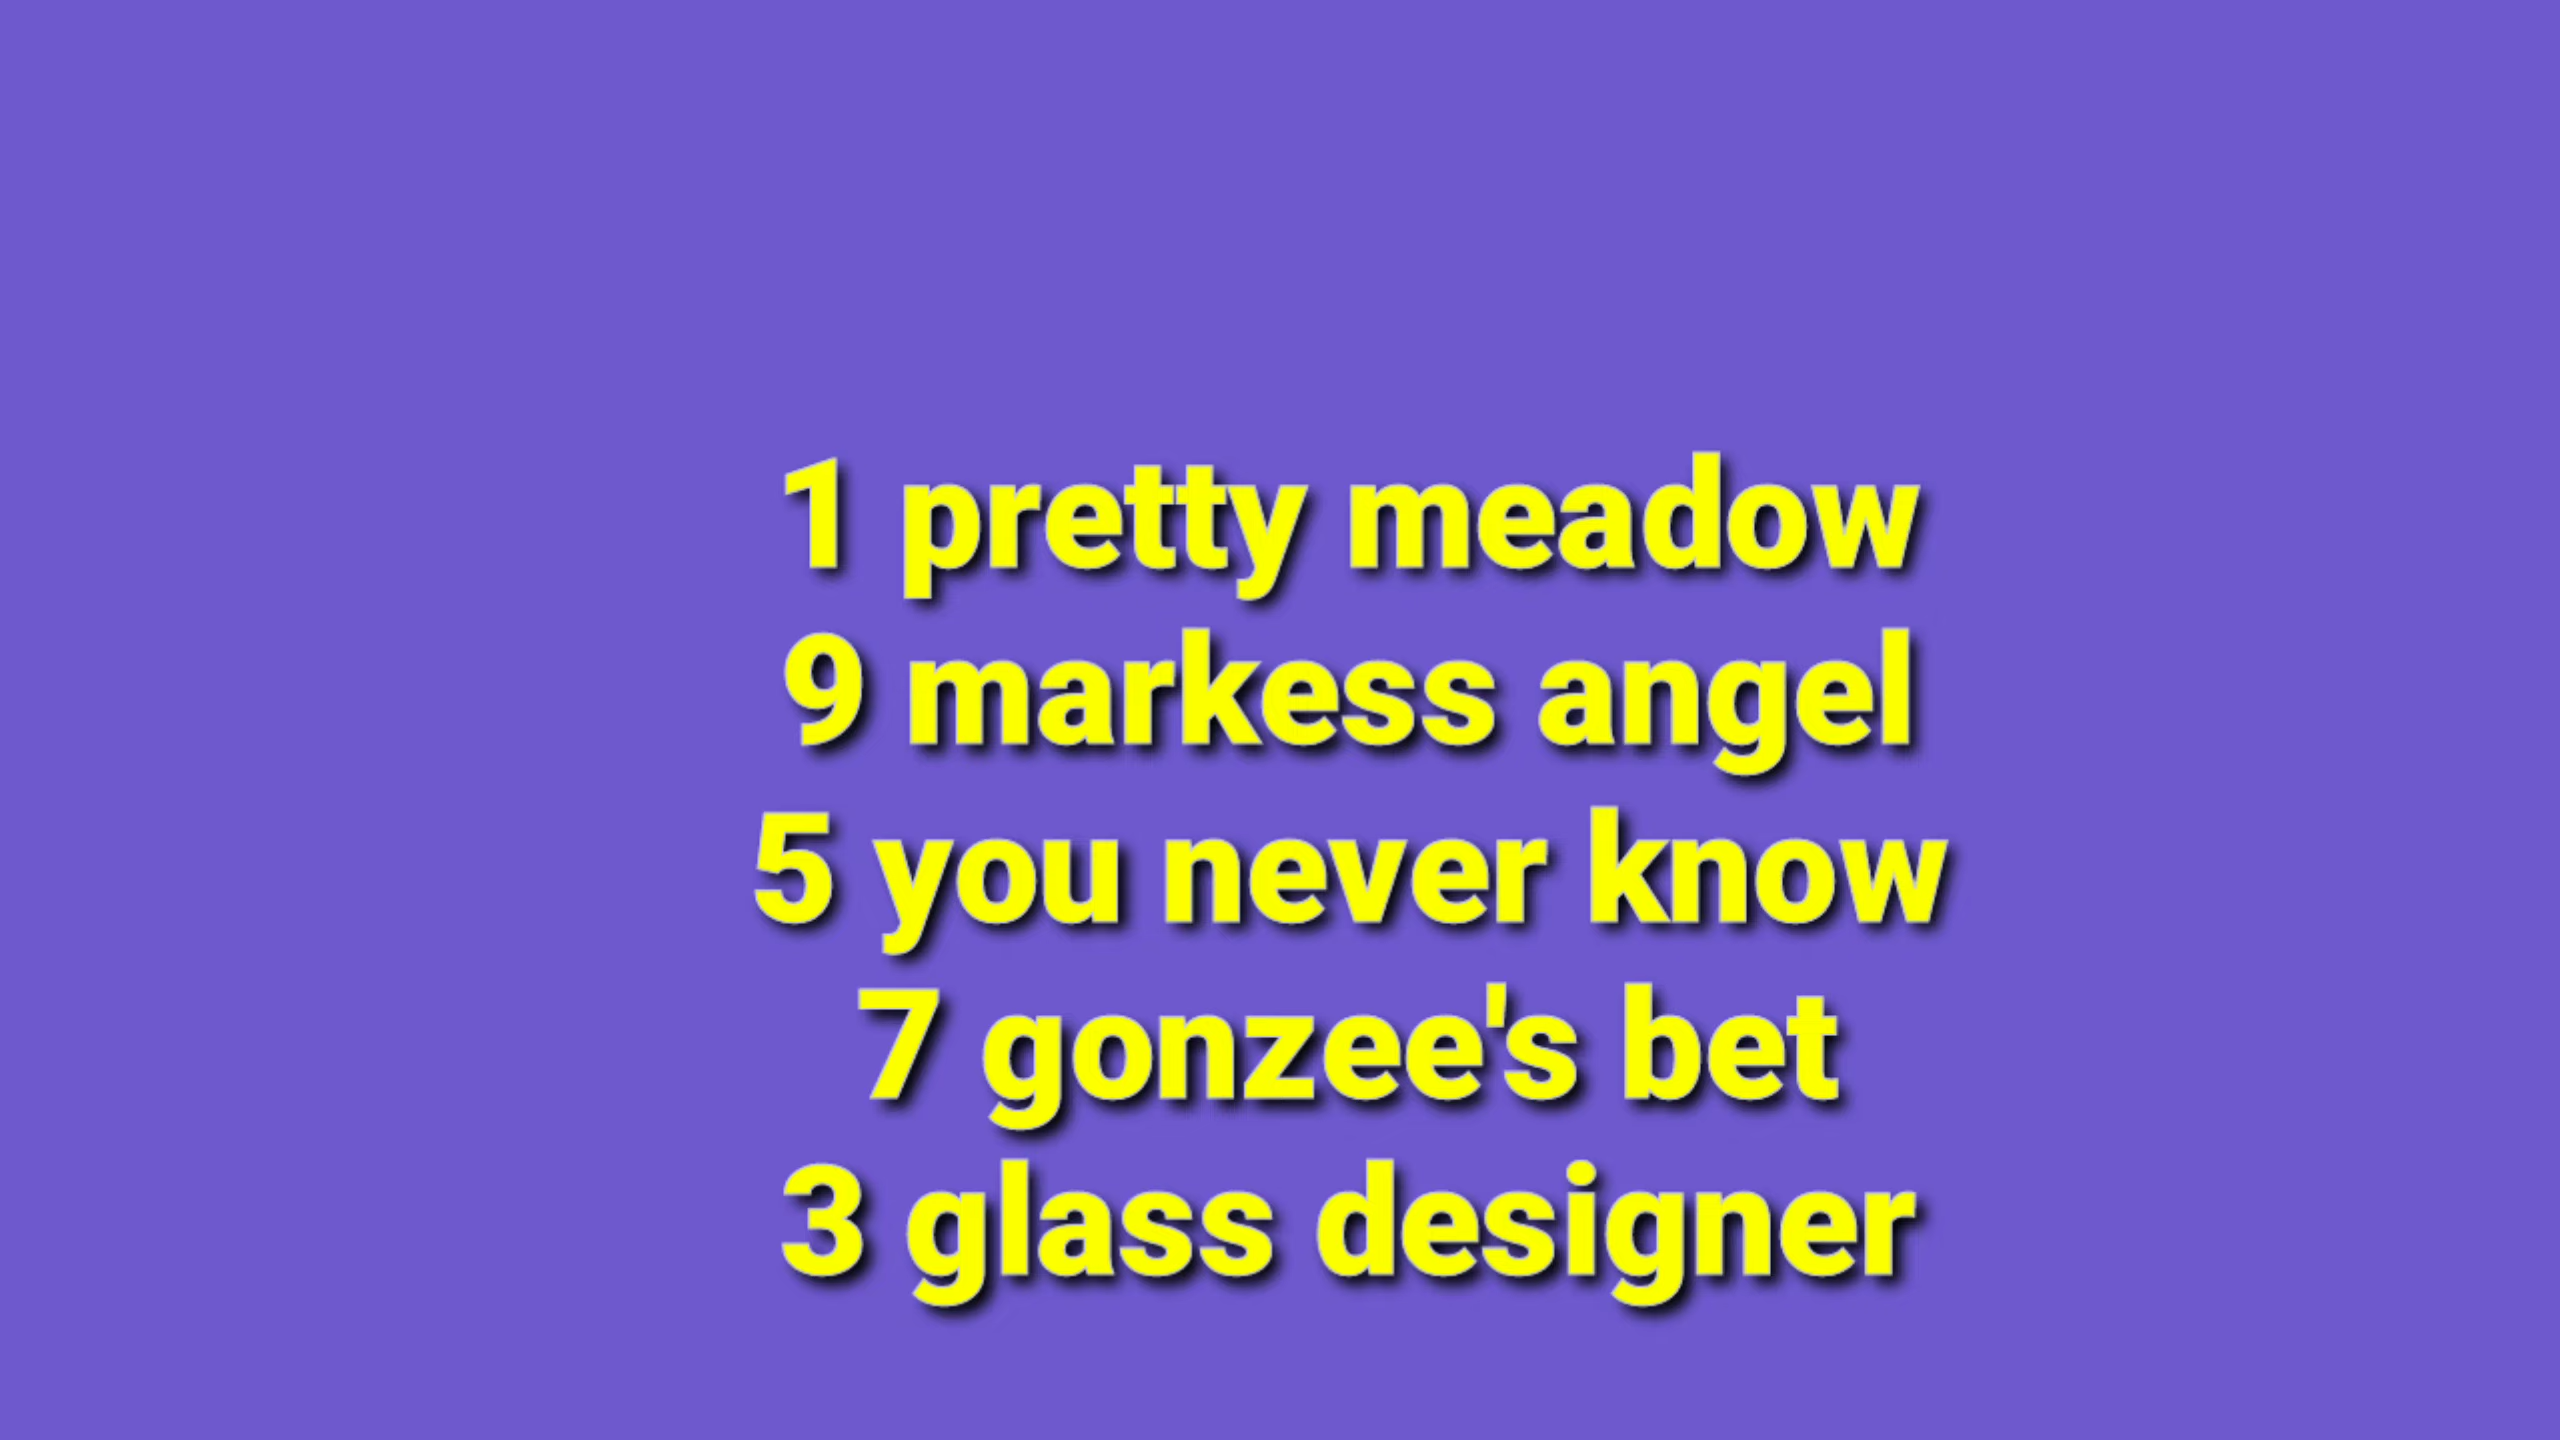 1 pretty meadow
9 markess angel
5 you never know
7 gonzee's bet
3 glass designer